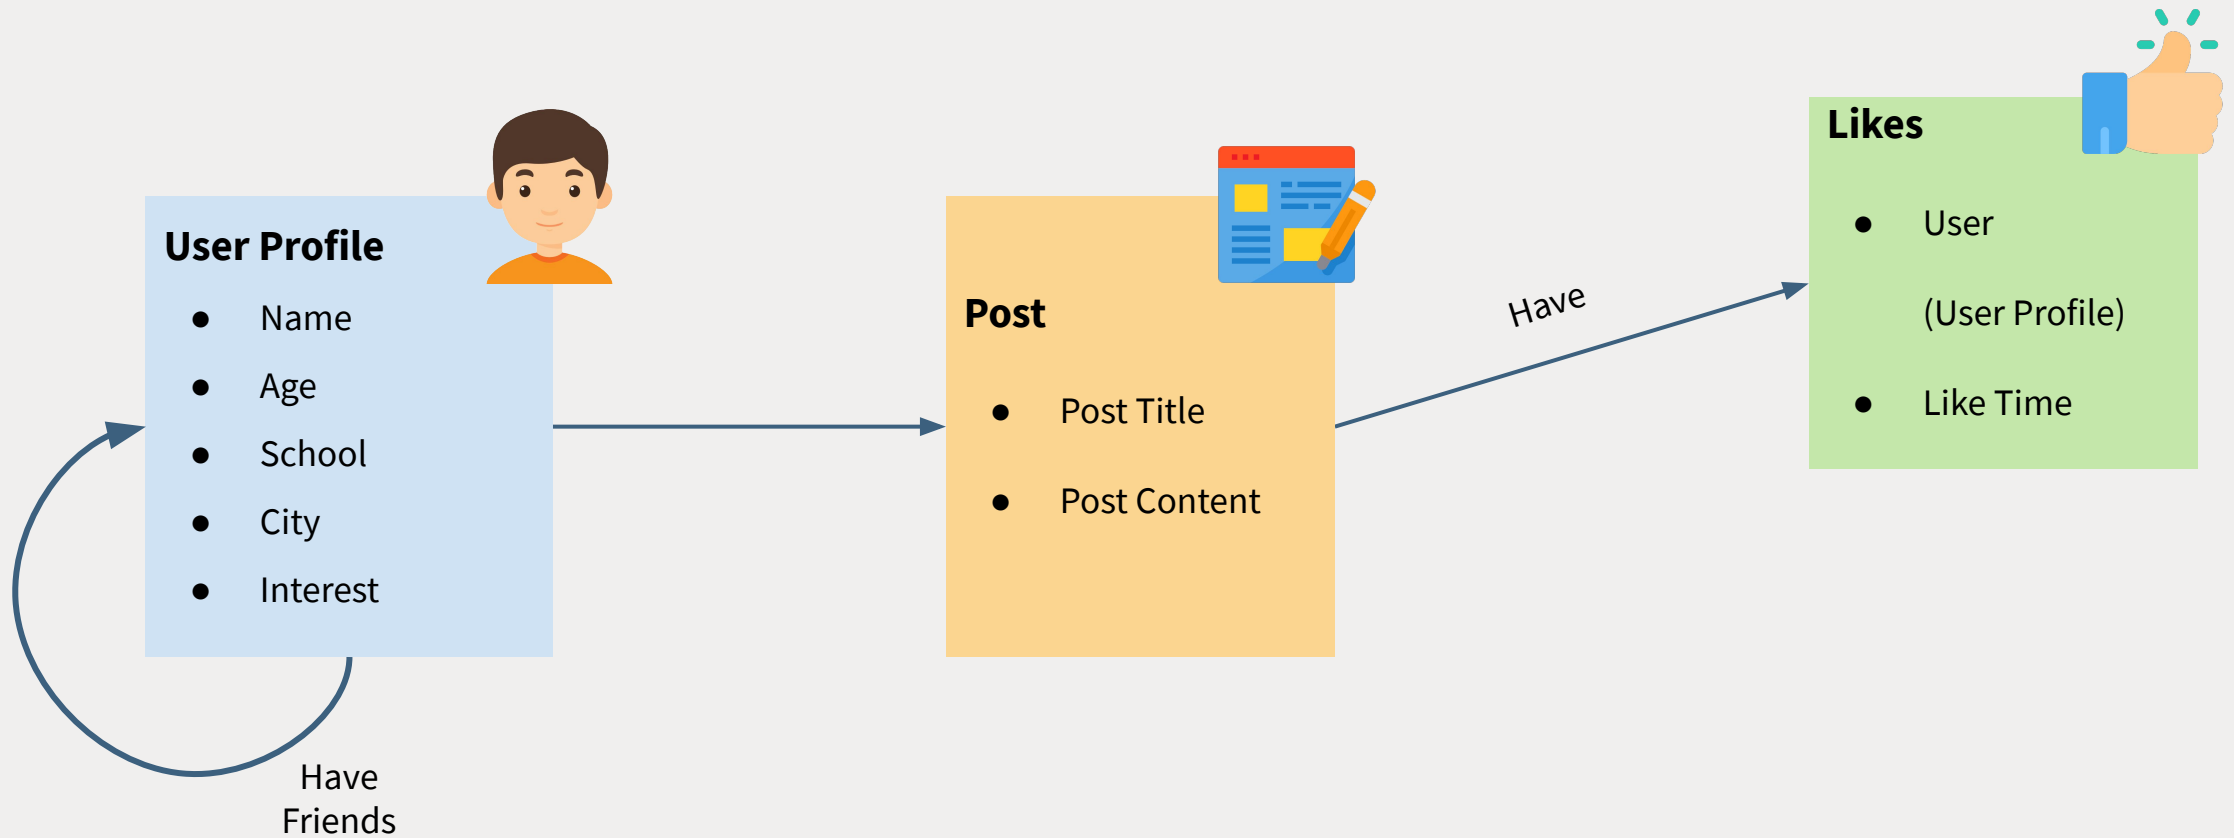 User Profile
● Name
● Age
● School
● City
● Interest
Have
Friends
Post
● Post Title
● Post Content
Have
Likes
● User
(User Profile)
● Like Time